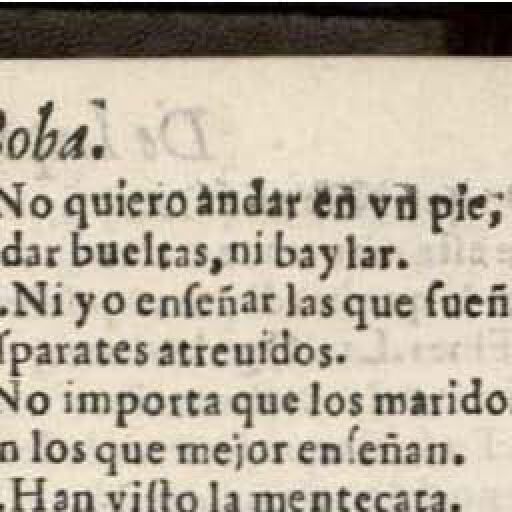 Boba.
No quiero andar en vn pie,
dar bueltas, ni baylar.
.Ni yo enſeñar las que ſueñ
ſparates atreuidos.
No importa que los marido
n los que mejor enſeñan.
.Han viſto la mentecata.